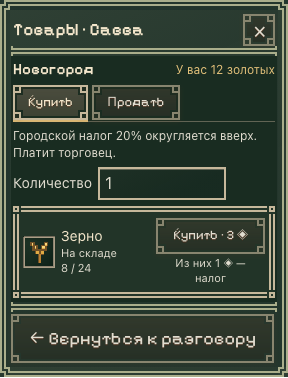 Товары · Савва
×
Новогород
У вас 12 золотых
Купить
Продать
Городской налог 20% округляется вверх.
Платит торговец.
Количество
1
Зерно
На складе
8 / 24
Купить · 3 ◈
Из них 1 ◈ —
налог
← Вернуться к разговору